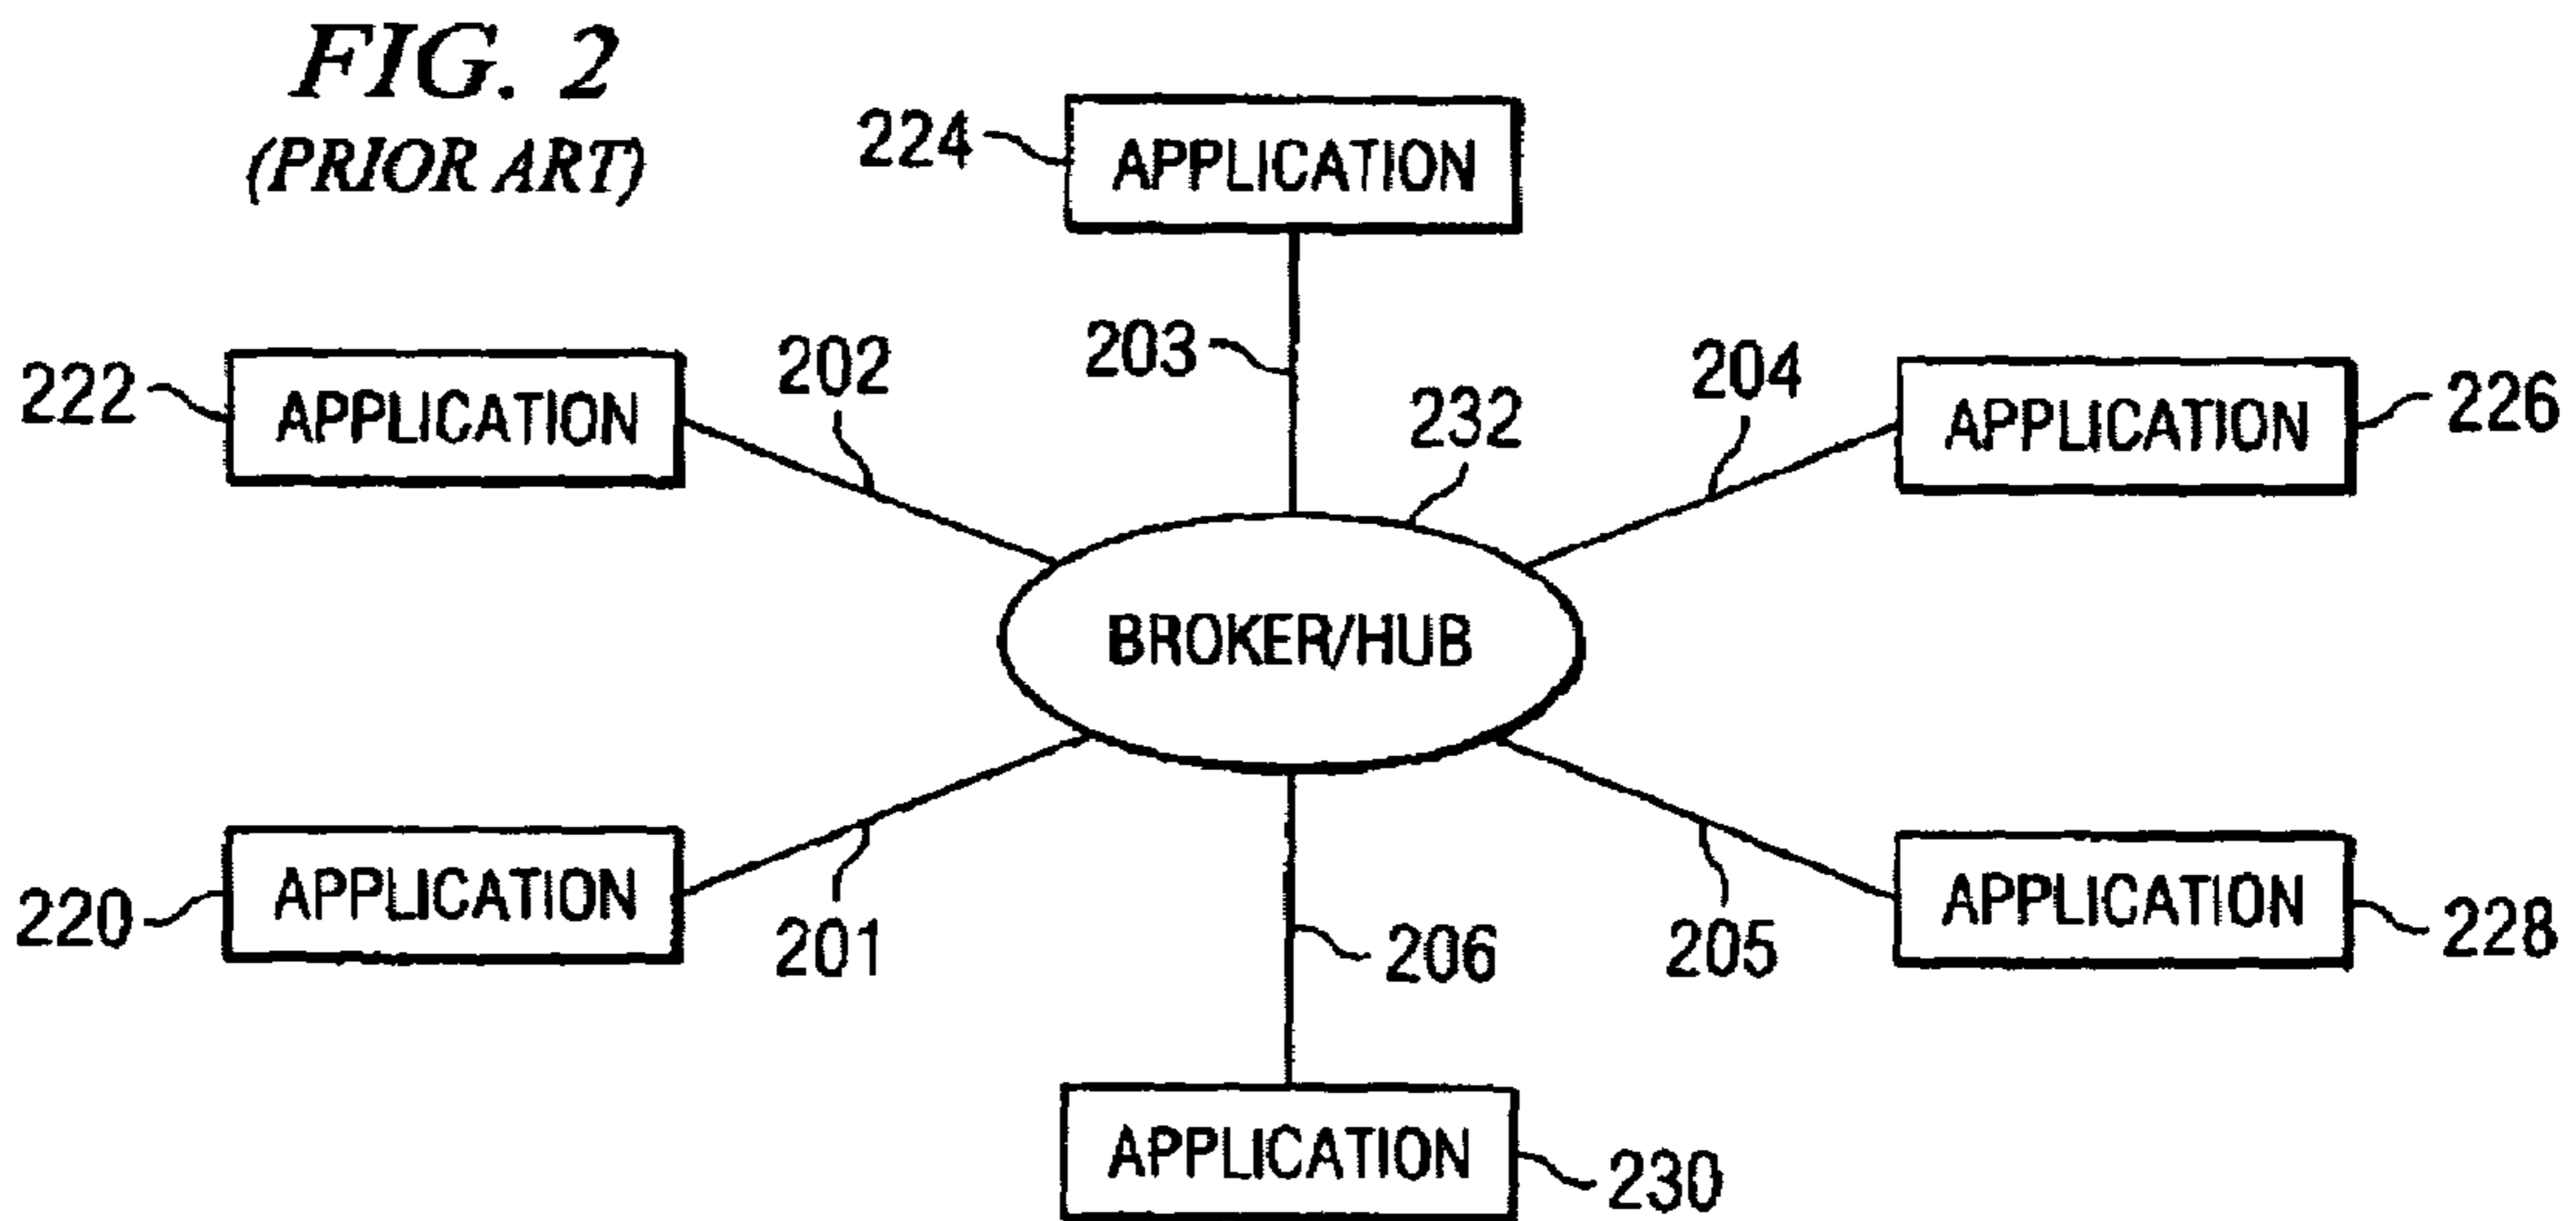 FIG. 2
(PRIOR ART)
224
APPLICATION
203
222
APPLICATION
202
204
APPLICATION
226
232
BROKER/HUB
220
APPLICATION
201
206
205
APPLICATION
228
APPLICATION
230